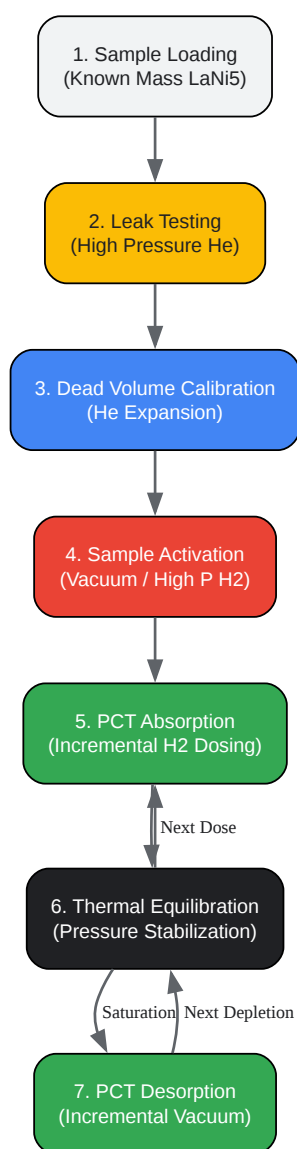 1. Sample Loading
(Known Mass LaNi5)
2. Leak Testing
(High Pressure He)
3. Dead Volume Calibration
(He Expansion)
4. Sample Activation
(Vacuum / High P H2)
5. PCT Absorption
(Incremental H2 Dosing)
Next Dose
6. Thermal Equilibration
(Pressure Stabilization)
Saturation
Next Depletion
7. PCT Desorption
(Incremental Vacuum)